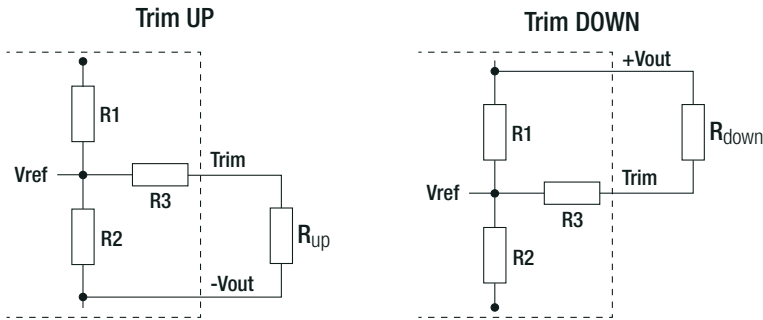 Trim UP
R1
Trim
Vref
R3
R2
Rup
-Vout
Trim DOWN
+Vout
R1
Rdown
Trim
Vref
R3
R2